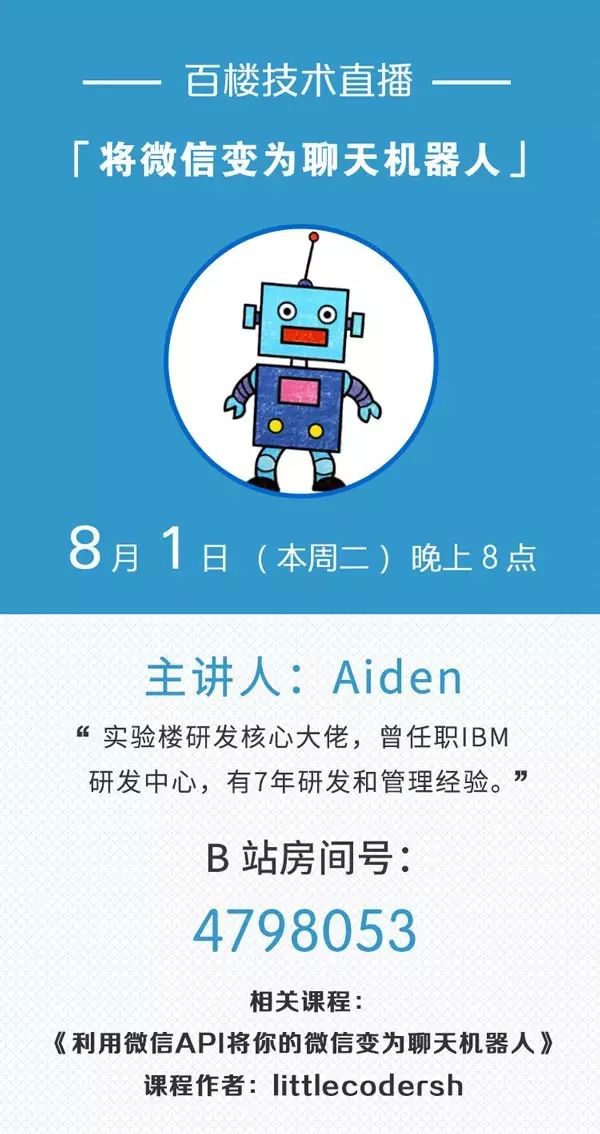 百楼技术直播
「将微信变为聊天机器人」
8月1日（本周二）晚上8点
主讲人：Aiden
“实验楼研发核心大佬，曾任职IBM
研发中心，有7年研发和管理经验。”
B 站房间号：
4798053
相关课程：
《利用微信API将你的微信变为聊天机器人》
课程作者：littlecodersh